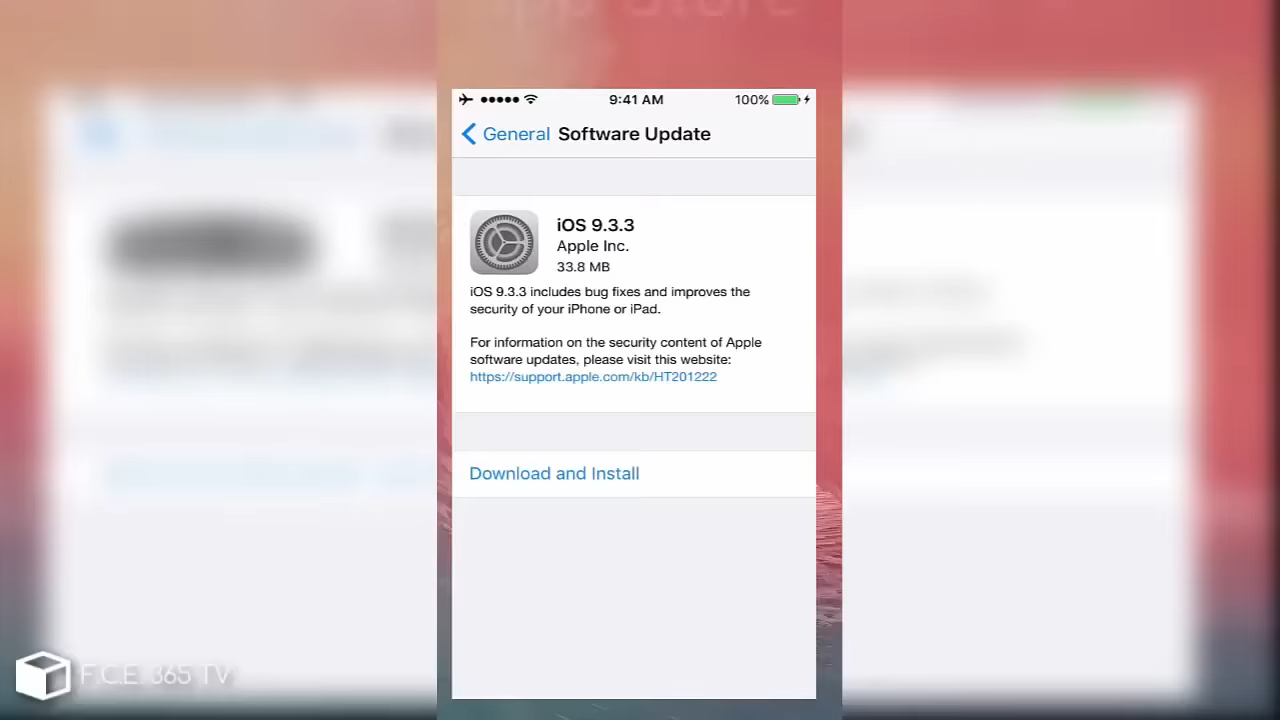 App Store
9:41 AM
100%
General
Software Update
iOS 9.3.3
Apple Inc.
33.8 MB
iOS 9.3.3 includes bug fixes and improves the
security of your iPhone or iPad.
For information on the security content of Apple
software updates, please visit this website:
https://support.apple.com/kb/HT201222
Download and Install
F.C.E. 365 TV